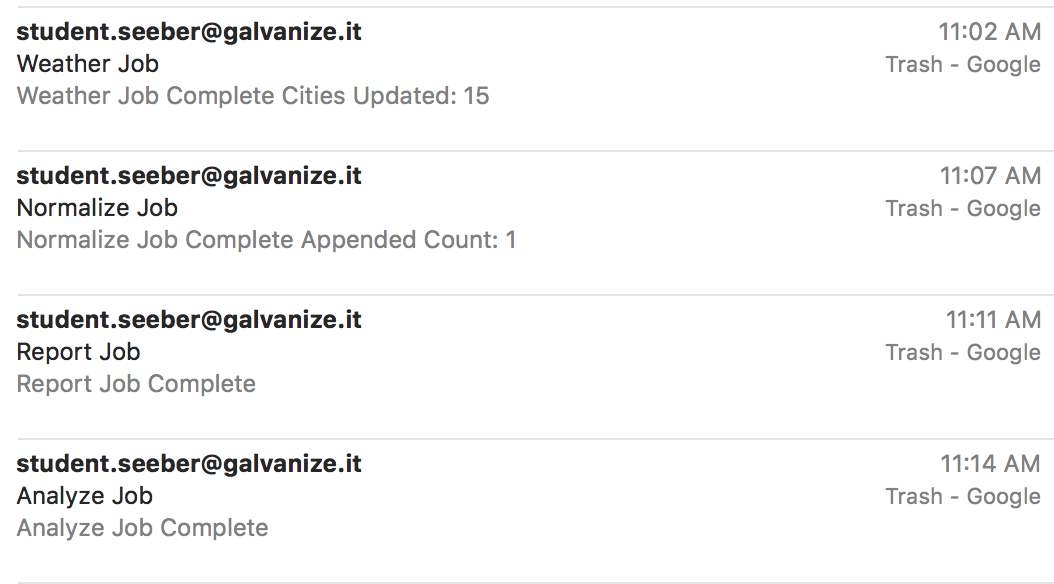 student.seeber@galvanize.it 11:02 AM
Weather Job Trash - Google
Weather Job Complete Cities Updated: 15
student.seeber@galvanize.it 11:07 AM
Normalize Job Trash - Google
Normalize Job Complete Appended Count: 1
student.seeber@galvanize.it 11:11 AM
Report Job Trash - Google
Report Job Complete
student.seeber@galvanize.it 11:14 AM
Analyze Job Trash - Google
Analyze Job Complete